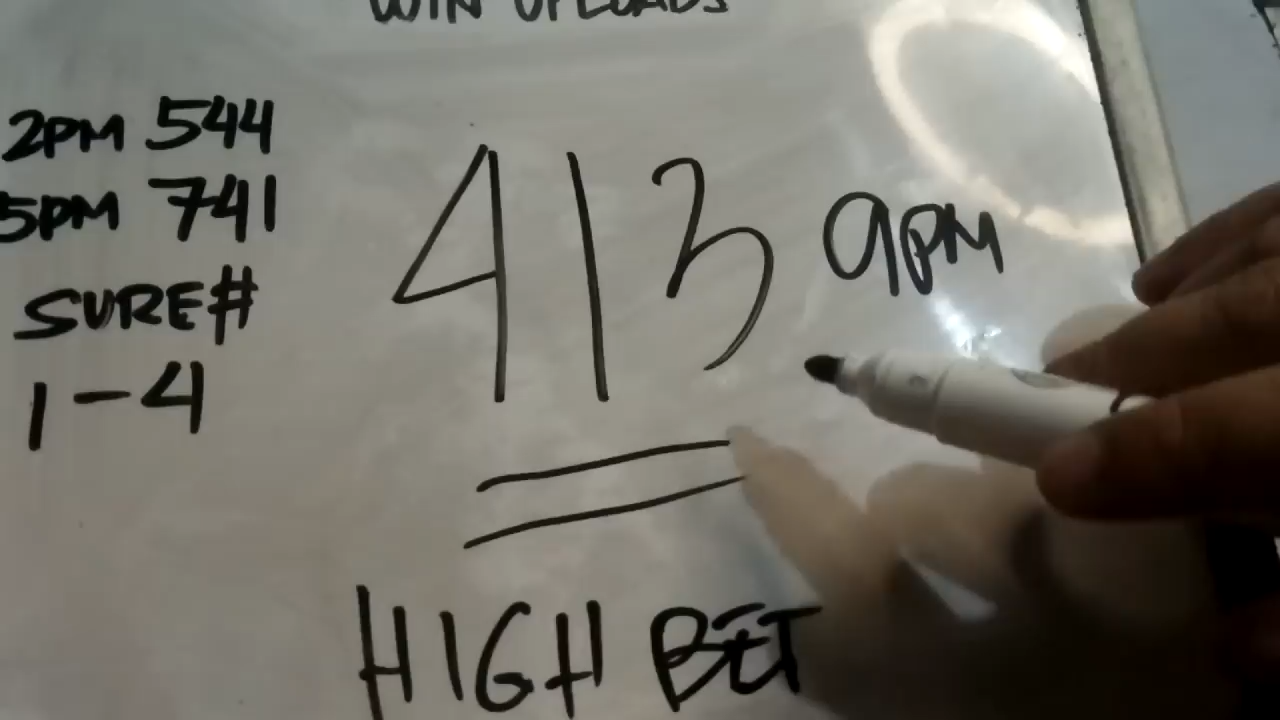 WIN UPLOADS
2PM 544
5PM 741
SURE#
1-4
413 9PM
HIGH BET